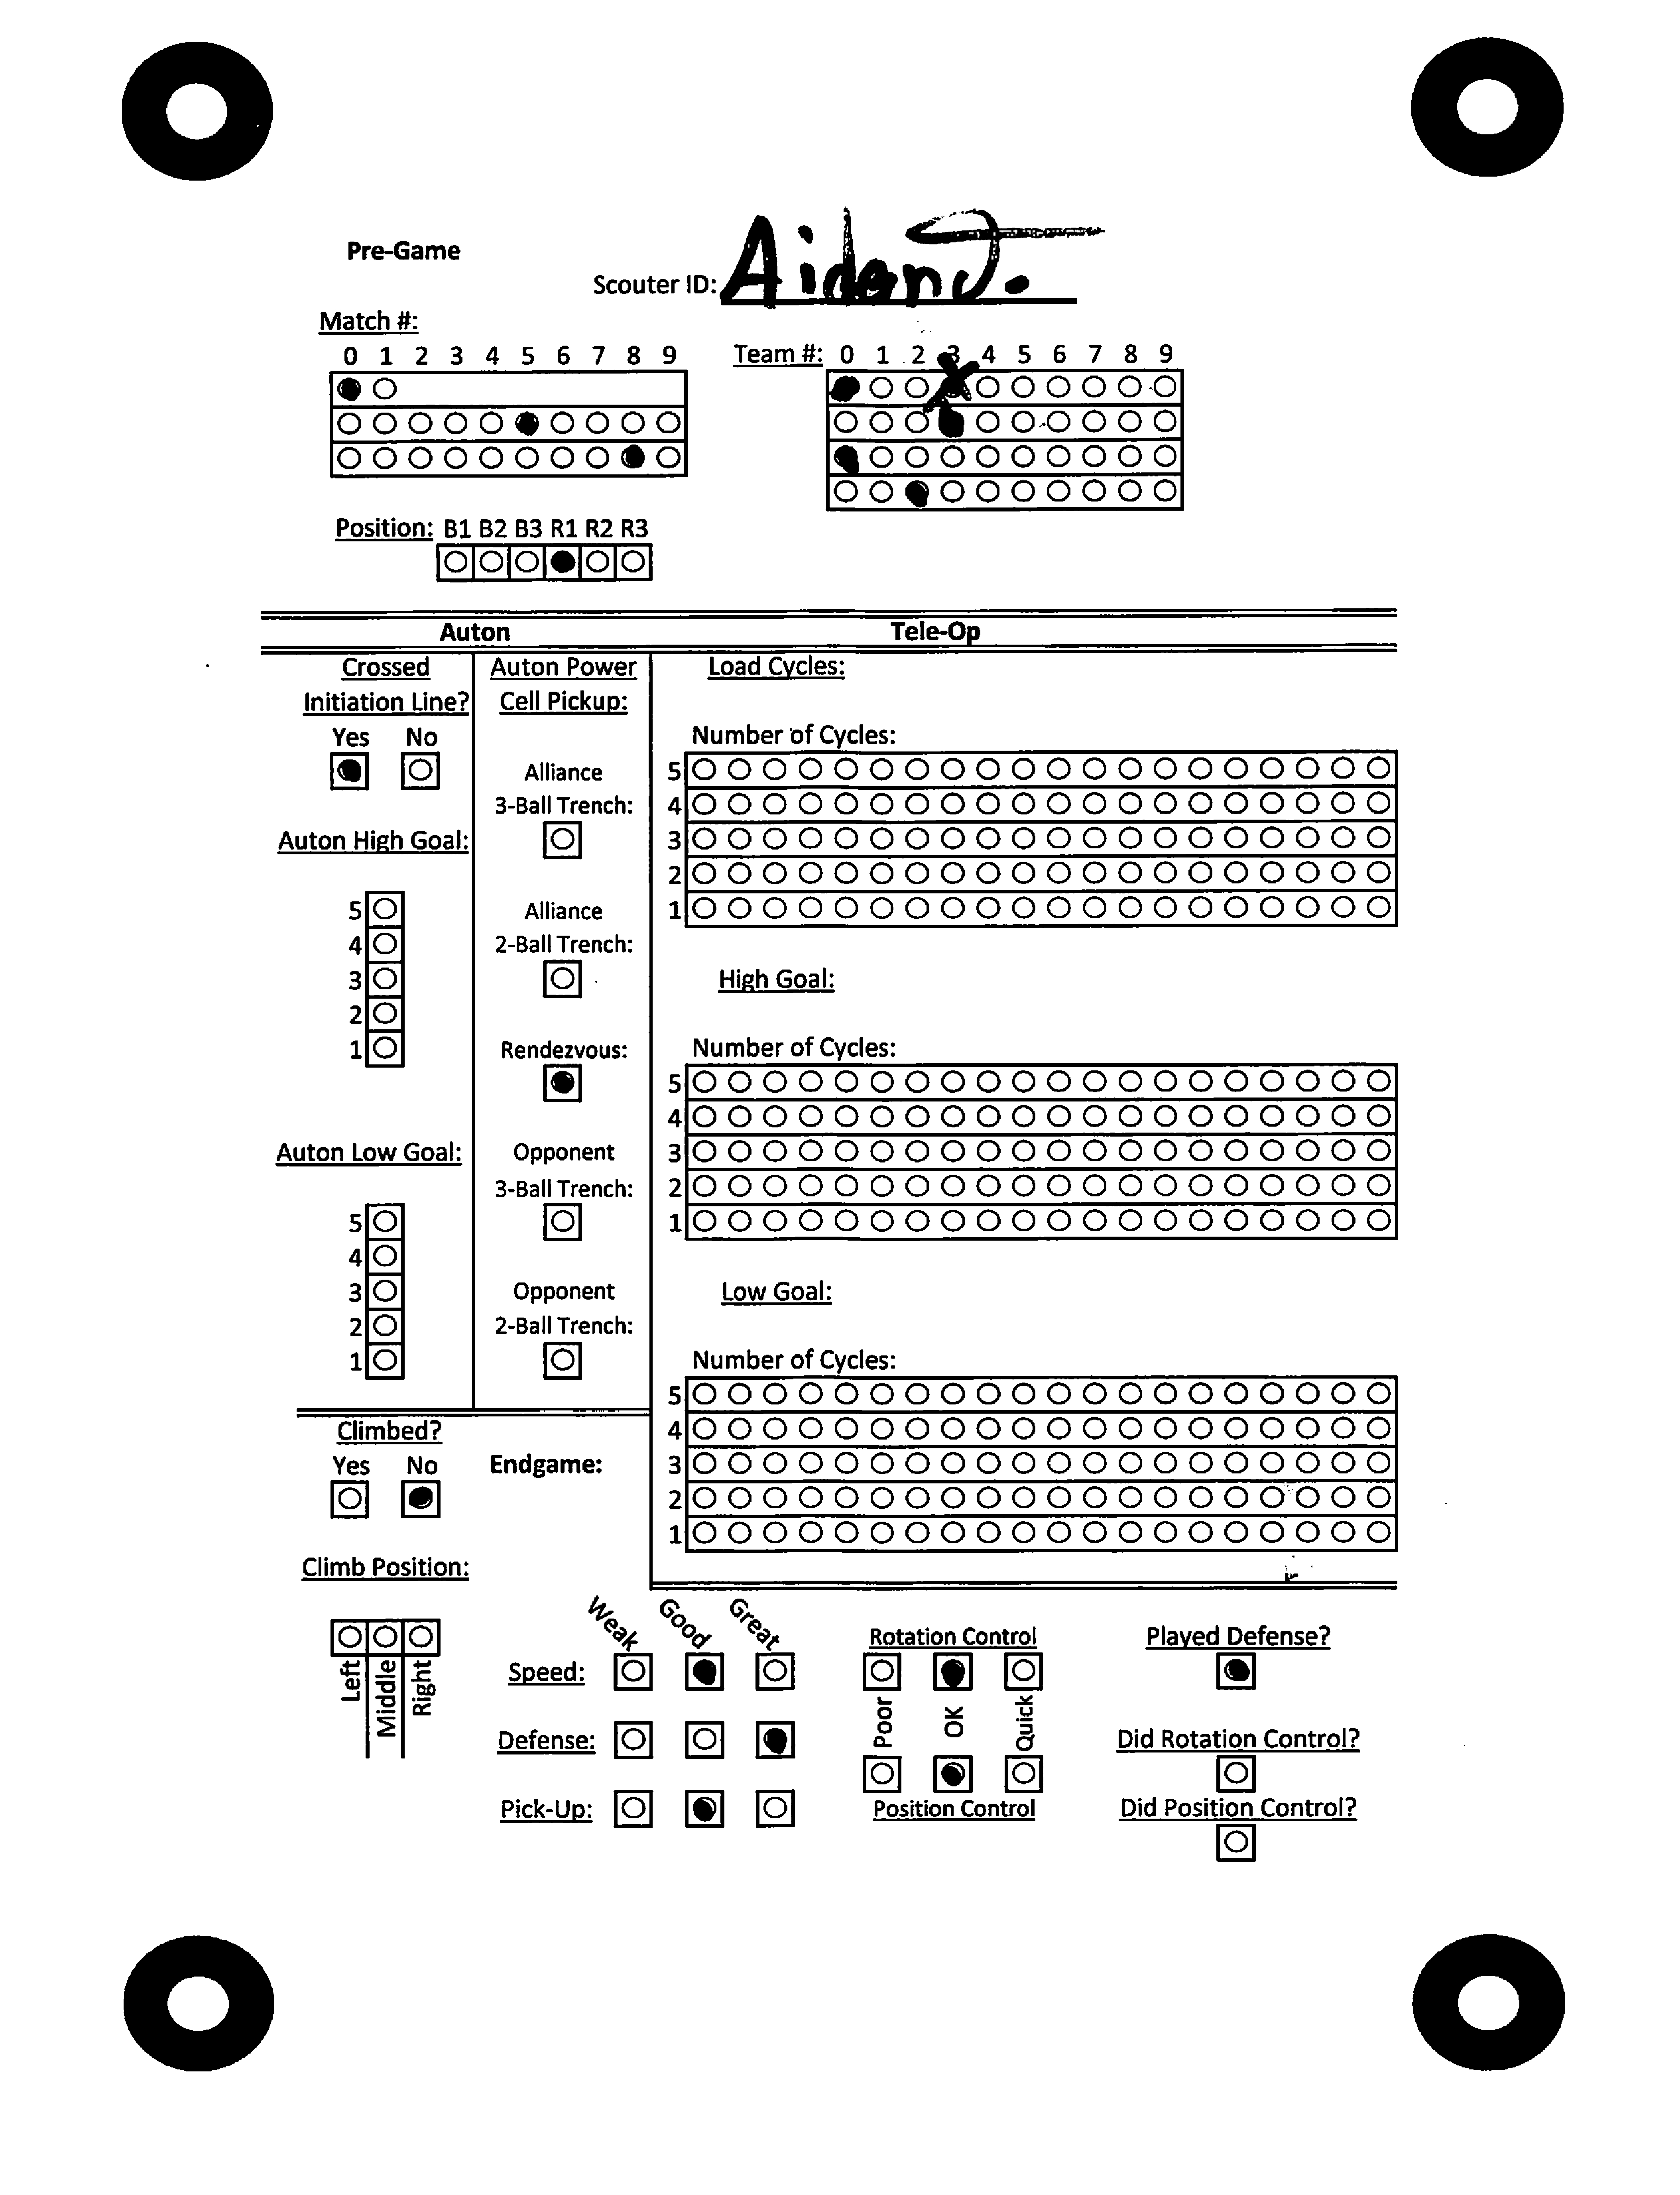 Pre-Game
Scouter ID: Aidan J.
Match #:
0 1 2 3 4 5 6 7 8 9
Team #: 0 1 2 3 4 5 6 7 8 9
Position: B1 B2 B3 R1 R2 R3
Auton
Tele-Op
Crossed
Initiation Line?
Yes No
Auton High Goal:
5
4
3
2
1
Auton Low Goal:
5
4
3
2
1
Auton Power
Cell Pickup:
Alliance
3-Ball Trench:
Alliance
2-Ball Trench:
Rendezvous:
Opponent
3-Ball Trench:
Opponent
2-Ball Trench:
Load Cycles:
Number of Cycles:
5
4
3
2
1
High Goal:
Number of Cycles:
5
4
3
2
1
Low Goal:
Number of Cycles:
5
4
3
2
1
Climbed?
Yes No
Endgame:
Climb Position:
Left Middle Right
Weak Good Great
Speed:
Defense:
Pick-Up:
Rotation Control
Poor OK Quick
Position Control
Played Defense?
Did Rotation Control?
Did Position Control?